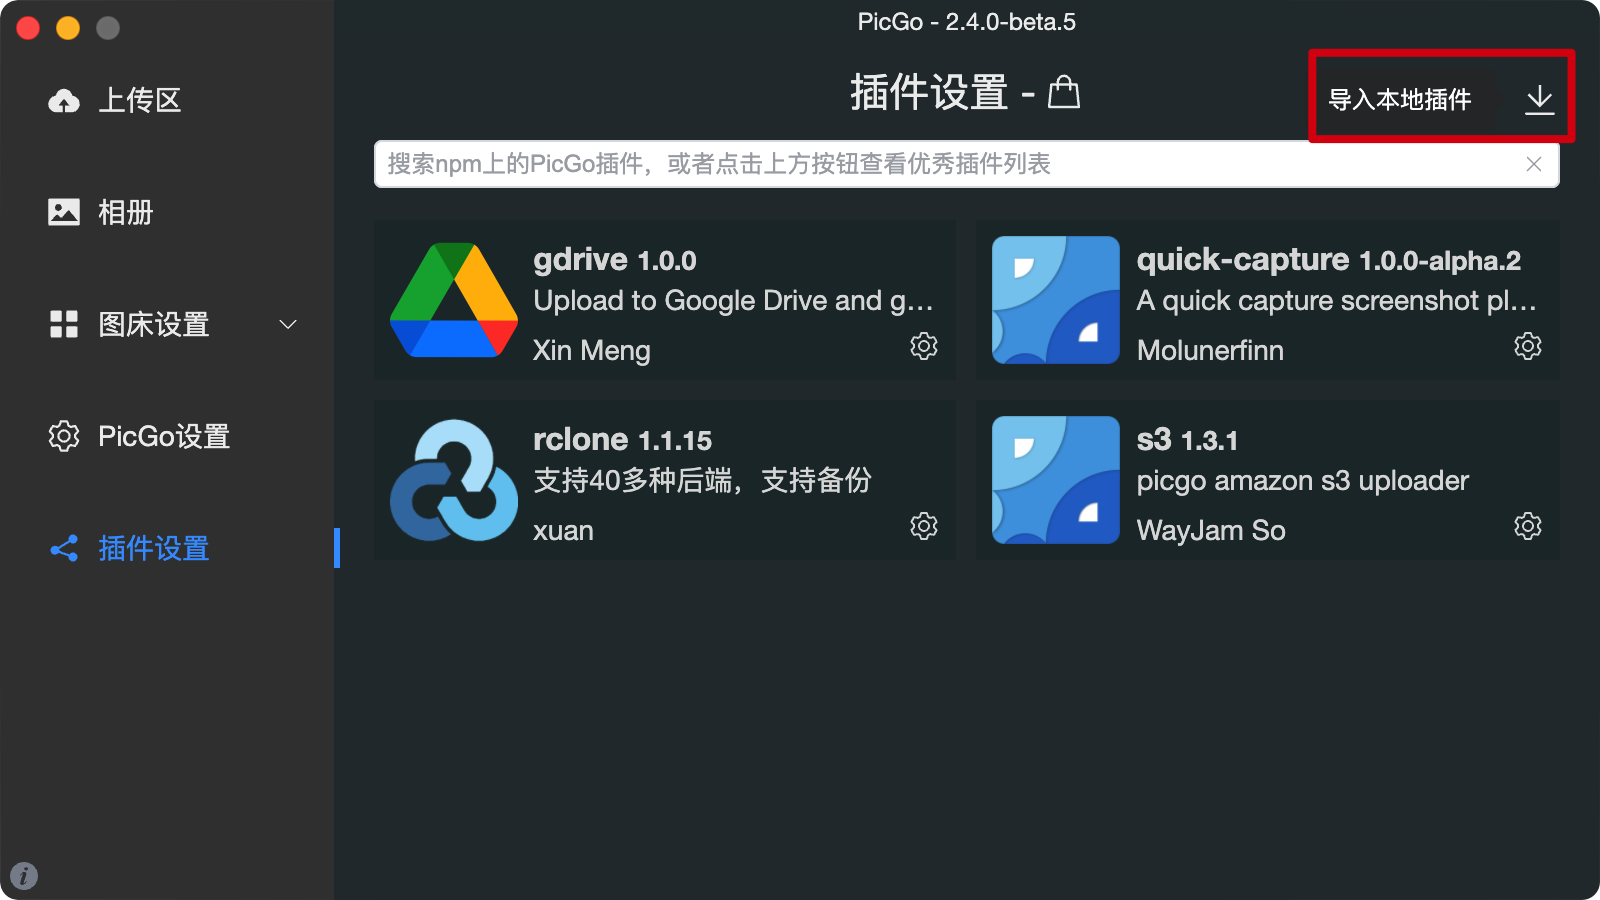 PicGo - 2.4.0-beta.5
上传区
相册
图床设置
PicGo设置
插件设置
插件设置 -
导入本地插件
搜索npm上的PicGo插件，或者点击上方按钮查看优秀插件列表
gdrive 1.0.0
Upload to Google Drive and g...
Xin Meng
quick-capture 1.0.0-alpha.2
A quick capture screenshot pl...
Molunerfinn
rclone 1.1.15
支持40多种后端，支持备份
xuan
s3 1.3.1
picgo amazon s3 uploader
WayJam So